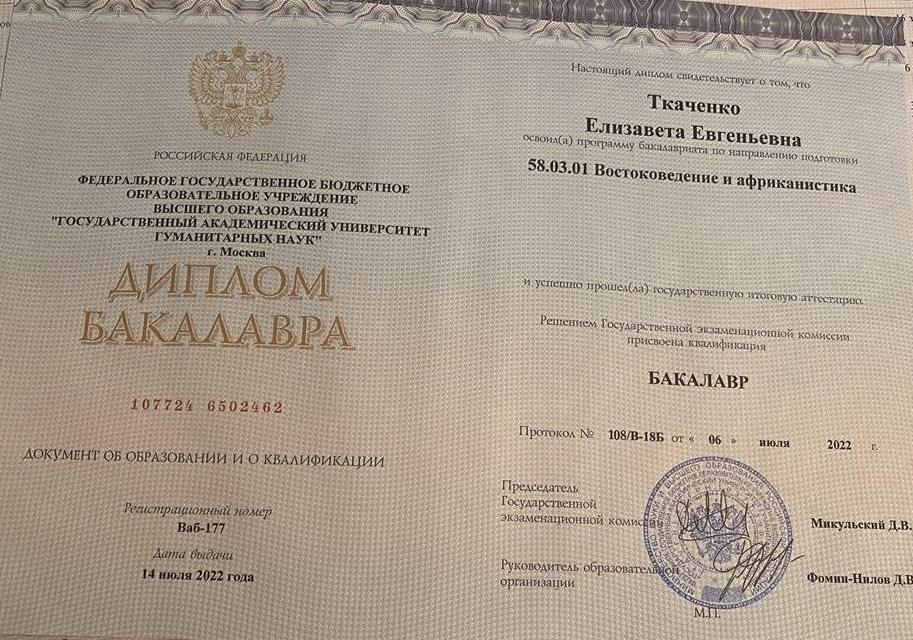 РОССИЙСКАЯ ФЕДЕРАЦИЯ
ФЕДЕРАЛЬНОЕ ГОСУДАРСТВЕННОЕ БЮДЖЕТНОЕ
ОБРАЗОВАТЕЛЬНОЕ УЧРЕЖДЕНИЕ
ВЫСШЕГО ОБРАЗОВАНИЯ
"ГОСУДАРСТВЕННЫЙ АКАДЕМИЧЕСКИЙ УНИВЕРСИТЕТ
ГУМАНИТАРНЫХ НАУК"
г. Москва
ДИПЛОМ
БАКАЛАВРА
107724 6502462
ДОКУМЕНТ ОБ ОБРАЗОВАНИИ И О КВАЛИФИКАЦИИ
Регистрационный номер
Ваб-177
Дата выдачи
14 июля 2022 года
Настоящий диплом свидетельствует о том, что
Ткаченко
Елизавета Евгеньевна
освоил(а) программу бакалавриата по направлению подготовки
58.03.01 Востоковедение и африканистика
и успешно прошел(ла) государственную итоговую аттестацию.
Решением Государственной экзаменационной комиссии
присвоена квалификация
БАКАЛАВР
Протокол № 108/В-18Б от « 06 » июля 2022 г.
Председатель
Государственной
экзаменационной комисс
Микульский Д.В.
Руководитель образовательной
организации
Фомин-Нилов Д.В
М.П.